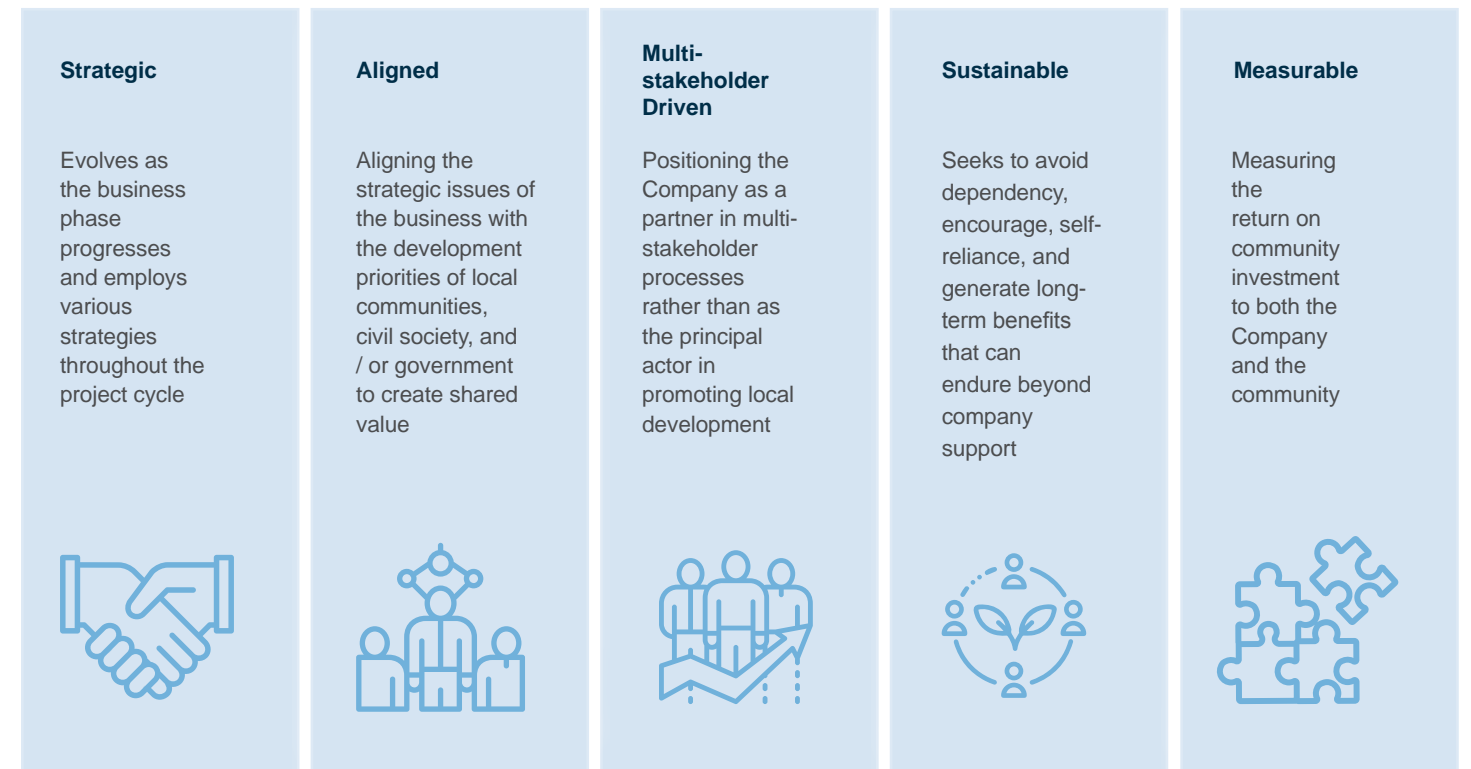 Strategic
Evolves as
the business
phase
progresses
and employs
various
strategies
throughout the
project cycle
Aligned
Aligning the
strategic issues of
the business with
the development
priorities of local
communities,
civil society, and
/ or government
to create shared
value
Multi-
stakeholder
Driven
Positioning the
Company as a
partner in multi-
stakeholder
processes
rather than as
the principal
actor in
promoting local
development
Sustainable
Seeks to avoid
dependency,
encourage, self-
reliance, and
generate long-
term benefits
that can
endure beyond
company
support
Measurable
Measuring
the
return on
community
investment
to both the
Company
and the
community